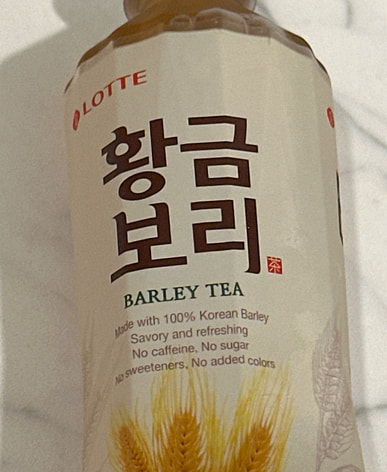 LOTTE
황금
보리
茶
BARLEY TEA
Made with 100% Korean Barley
Savory and refreshing
No caffeine, No sugar
No sweeteners, No added colors